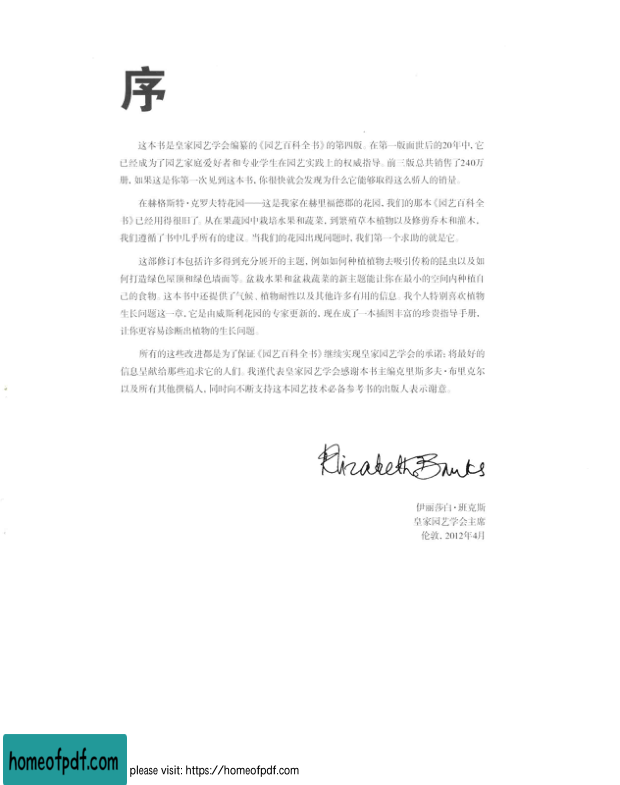 序
这本书是皇家园艺学会编纂的《园艺百科全书》的第四版。在第一版面世后的20年中,它
已经成为了园艺家庭爱好者和专业学生在园艺实践上的权威指导。前三版总共销售了240万
册,如果这是你第一次见到这本书,你很快就会发现为什么它能够取得这么骄人的销量。
在赫格斯特·克罗夫特花园——这是我家在赫里福德郡的花园,我们的那本《园艺百科全
书》已经用得很旧了。从在果蔬园中栽培水果和蔬菜,到繁殖草本植物以及修剪乔木和灌木,
我们遵循了书中几乎所有的建议。当我们的花园出现问题时,我们第一个求助的就是它。
这部修订本包括许多得到充分展开的主题,例如如何种植植物去吸引传粉的昆虫以及如
何打造绿色屋顶和绿色墙面等。盆栽水果和盆栽蔬菜的新主题能让你在最小的空间内种植自
己的食物。这本书中还提供了气候、植物耐性以及其他许多有用的信息。我个人特别喜欢植物
生长问题这一章,它是由威斯利花园的专家更新的,现在成了一本插图丰富的珍贵指导手册,
让你更容易诊断出植物的生长问题。
所有的这些改进都是为了保证《园艺百科全书》继续实现皇家园艺学会的承诺:将最好的
信息呈献给那些追求它的人们。我谨代表皇家园艺学会感谢本书主编克里斯多夫·布里克尔
以及所有其他撰稿人,同时向不断支持这本园艺技术必备参考书的出版人表示谢意。
Elizabeth Banks
伊丽莎白·班克斯
皇家园艺学会主席
伦敦,2012年4月
homeofpdf.com
please visit: https://homeofpdf.com